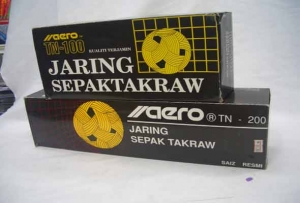 aero
TN-100
KUALITI TERJAMIN
JARING
SEPAKTAKRAW
aero ® TN - 200
JARING
SEPAK TAKRAW
SAIZ RESMI